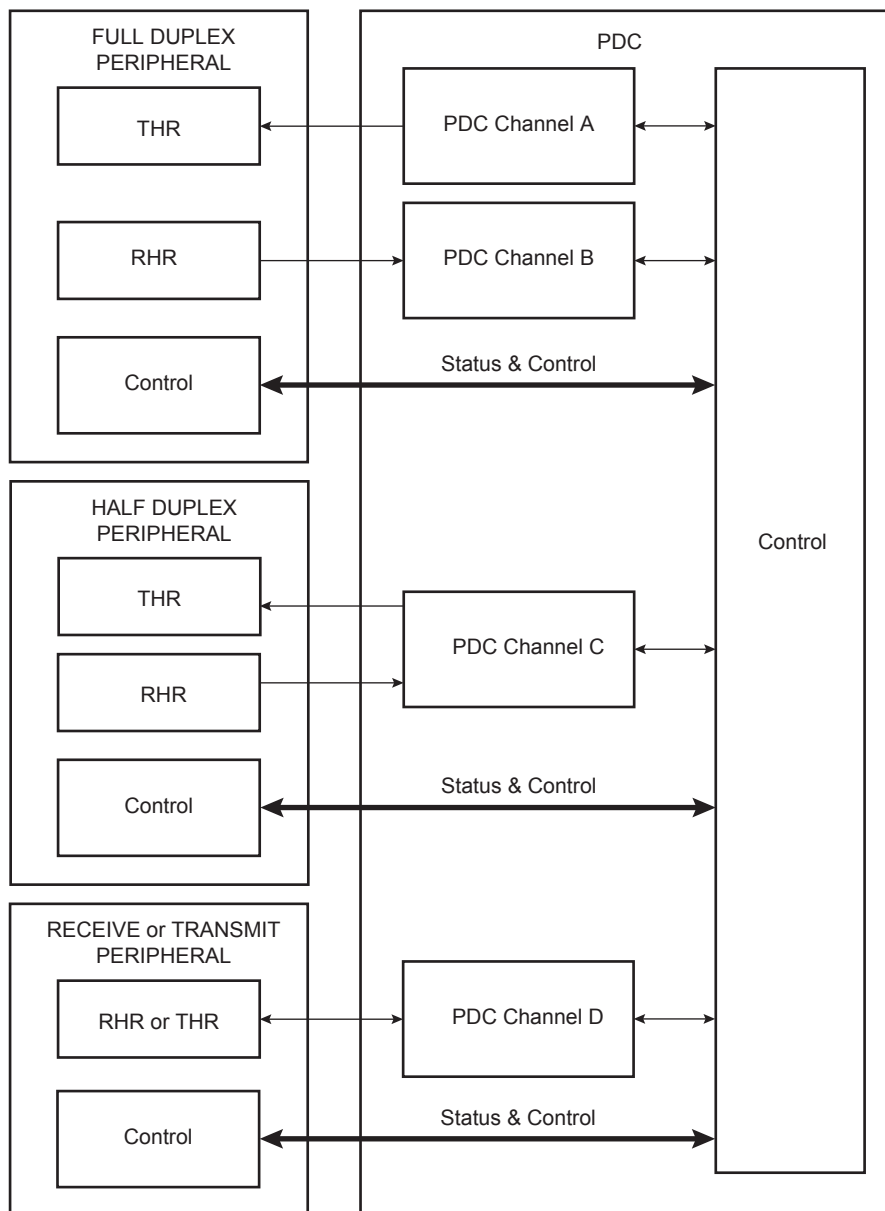 FULL DUPLEX
PERIPHERAL
PDC
THR
PDC Channel A
RHR
PDC Channel B
Control
Status & Control
HALF DUPLEX
PERIPHERAL
Control
THR
PDC Channel C
RHR
Control
Status & Control
RECEIVE or TRANSMIT
PERIPHERAL
RHR or THR
PDC Channel D
Control
Status & Control